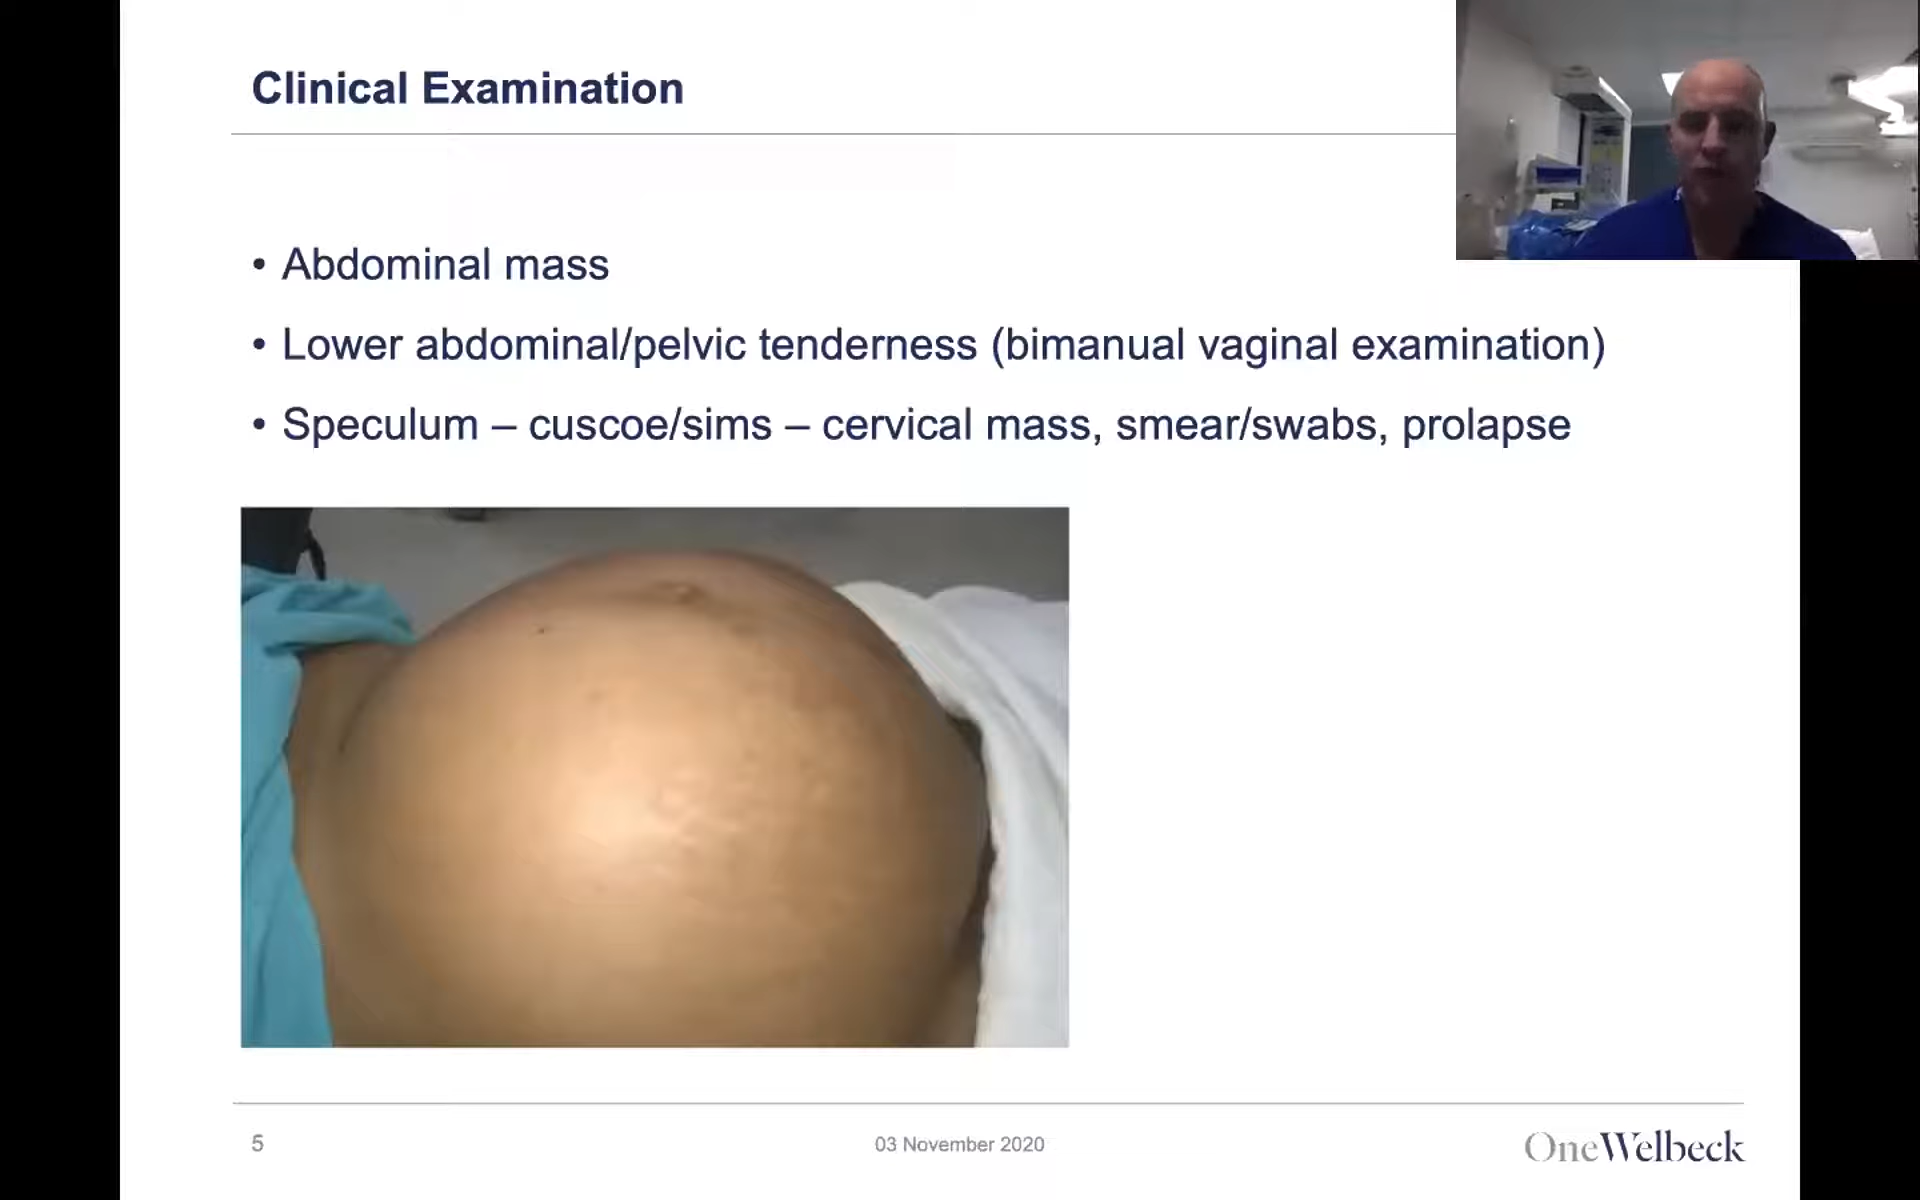 Clinical Examination
• Abdominal mass
• Lower abdominal/pelvic tenderness (bimanual vaginal examination)
• Speculum – cuscoe/sims – cervical mass, smear/swabs, prolapse
5
03 November 2020
OneWelbeck